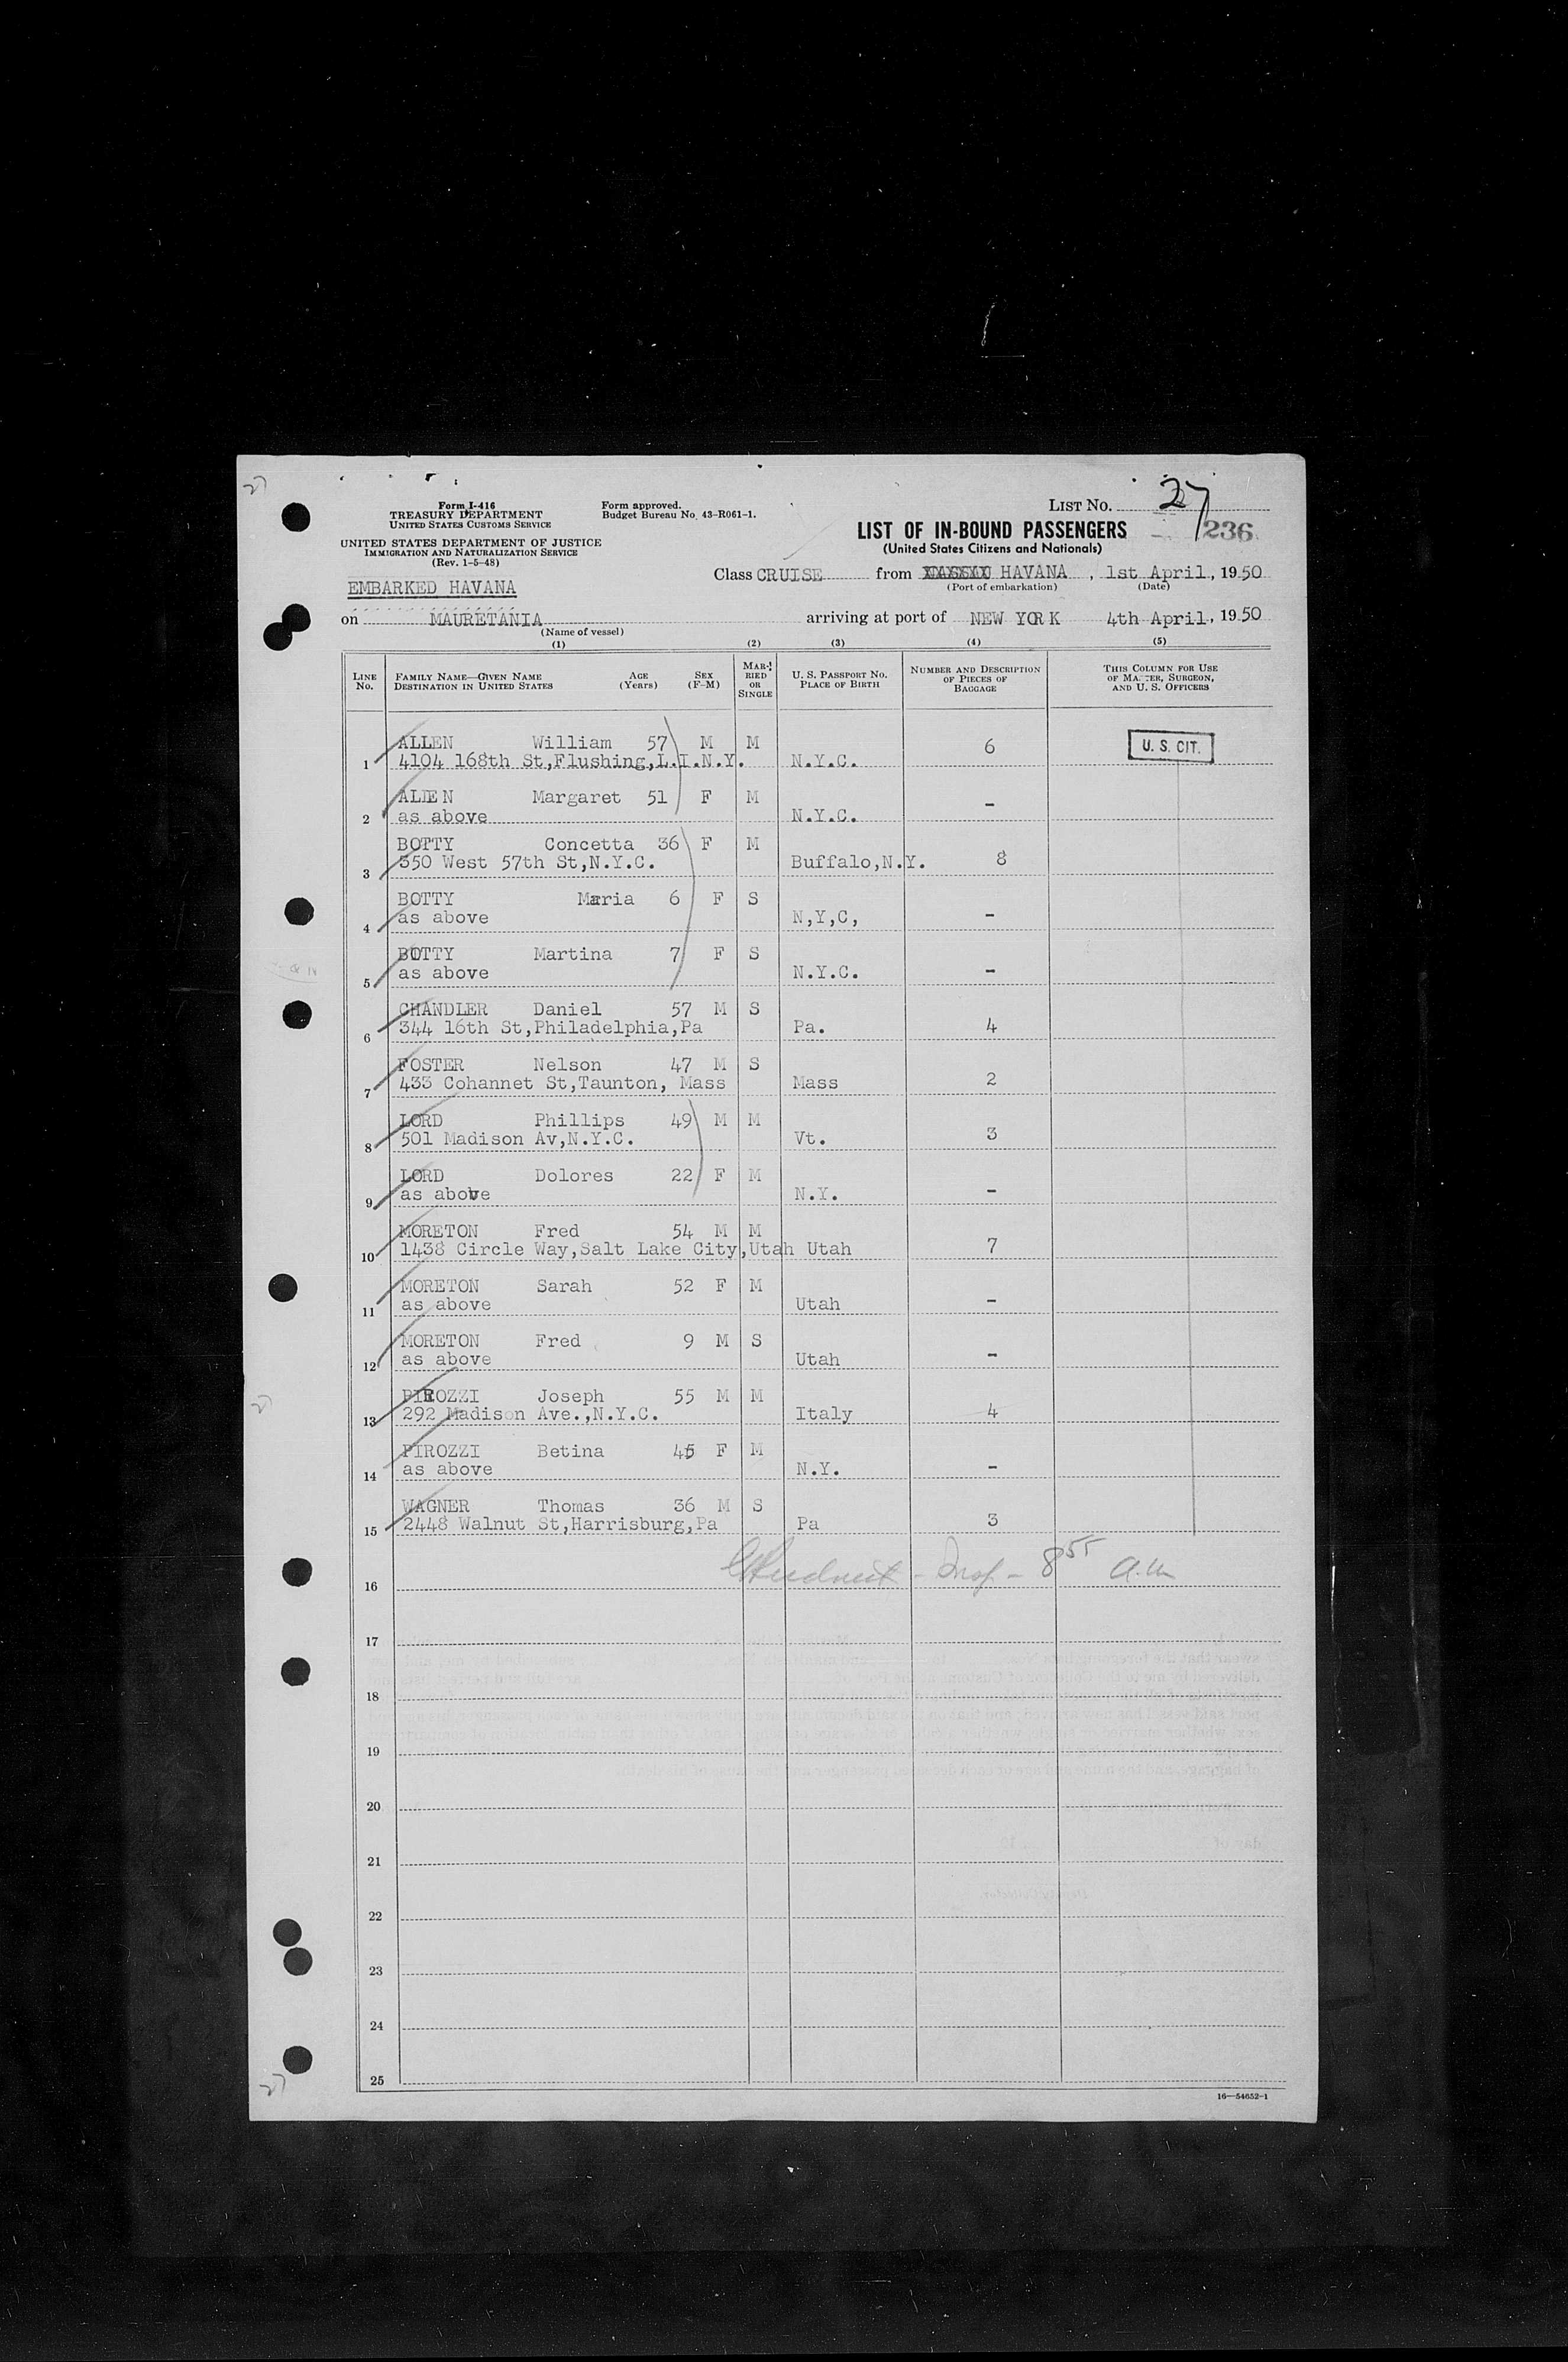 27
LIST NO. 27
Form I-416
TREASURY DEPARTMENT
UNITED STATES CUSTOMS SERVICE
Form approved.
Budget Bureau No. 43-R061-1.
LIST OF IN-BOUND PASSENGERS
236
(United States Citizens and Nationals)
UNITED STATES DEPARTMENT OF JUSTICE
IMMIGRATION AND NATURALIZATION SERVICE
(Rev. 1-5-48)
EMBARKED HAVANA
Class CRUISE from HAVANA, 1st April, 1950
(Port of embarkation) (Date)
on MAURETANIA arriving at port of NEW YORK 4th April, 1950
(Name of vessel)
(1) (2) (3) (4) (5)
LINE No. FAMILY NAME—GIVEN NAME DESTINATION IN UNITED STATES AGE (Years) SEX (F-M) MARRIED OR SINGLE U. S. PASSPORT NO. PLACE OF BIRTH NUMBER AND DESCRIPTION OF PIECES OF BAGGAGE THIS COLUMN FOR USE OF MASTER, SURGEON, AND U. S. OFFICERS
ALLEN William 57 M M 6 U. S. CIT.
1 4104 168th St,Flushing,L.I.N.Y. N.Y.C.
ALLEN Margaret 51 F M -
2 as above N.Y.C.
BOTTY Concetta 36 F M
3 350 West 57th St,N.Y.C. Buffalo,N.Y. 8
BOTTY Maria 6 F S
4 as above N,Y,C, -
BOTTY Martina 7 F S
5 as above N.Y.C. -
CHANDLER Daniel 57 M S
6 344 16th St,Philadelphia,Pa Pa. 4
FOSTER Nelson 47 M S
7 433 Cohannet St,Taunton, Mass Mass 2
LORD Phillips 49 M M
8 501 Madison Av,N.Y.C. Vt. 3
LORD Dolores 22 F M
9 as above N.Y. -
MORETON Fred 54 M M
10 1438 Circle Way,Salt Lake City,Utah Utah 7
MORETON Sarah 52 F M
11 as above Utah -
MORETON Fred 9 M S
12 as above Utah -
PIROZZI Joseph 55 M M
13 292 Madison Ave.,N.Y.C. Italy 4
PIROZZI Betina 45 F M
14 as above N.Y. -
WAGNER Thomas 36 M S
15 2448 Walnut St,Harrisburg,Pa Pa 3
- Insp - 8 55 a.m
16
17
18
19
20
21
22
23
24
25
27
27
16—54652-1